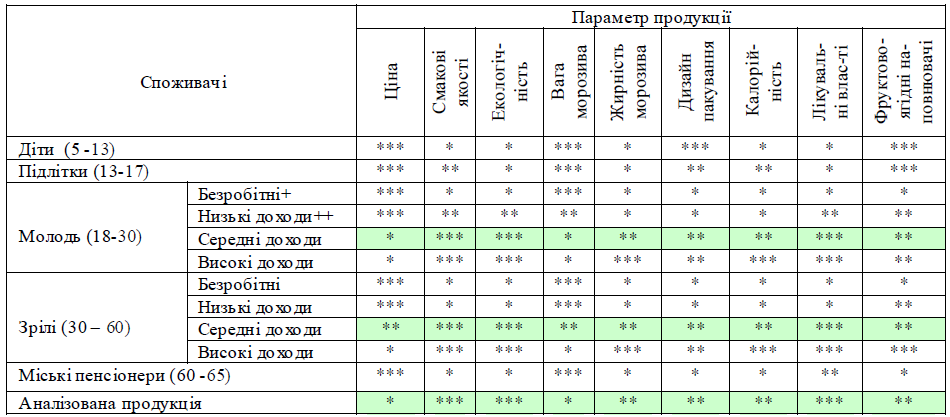 Споживачі
Параметр продукції
Ціна
Смакові
якості
Екологіч-
ність
Вага
морозива
Жирність
морозива
Дизайн
пакування
Калорій-
ність
Лікуваль-
ні влас-ті
Фруктово-
ягідні на-
повнювачі
Діти (5 -13) *** * * *** * *** * * ***
Підлітки (13-17) *** ** * *** * ** ** * ***
Молодь (18-30)
Безробітні+ *** * * *** * * * * *
Низькі доходи++ *** ** ** ** * * * ** **
Середні доходи * *** *** * ** ** ** *** **
Високі доходи * *** *** * *** ** *** *** **
Зрілі (30 – 60)
Безробітні *** * * *** * * * * *
Низькі доходи *** * * *** * * * * **
Середні доходи ** *** *** ** ** ** ** *** **
Високі доходи * *** *** * *** ** *** *** ***
Міські пенсіонери (60 -65) *** * * *** * * * ** *
Аналізована продукція * *** *** * ** ** ** *** **